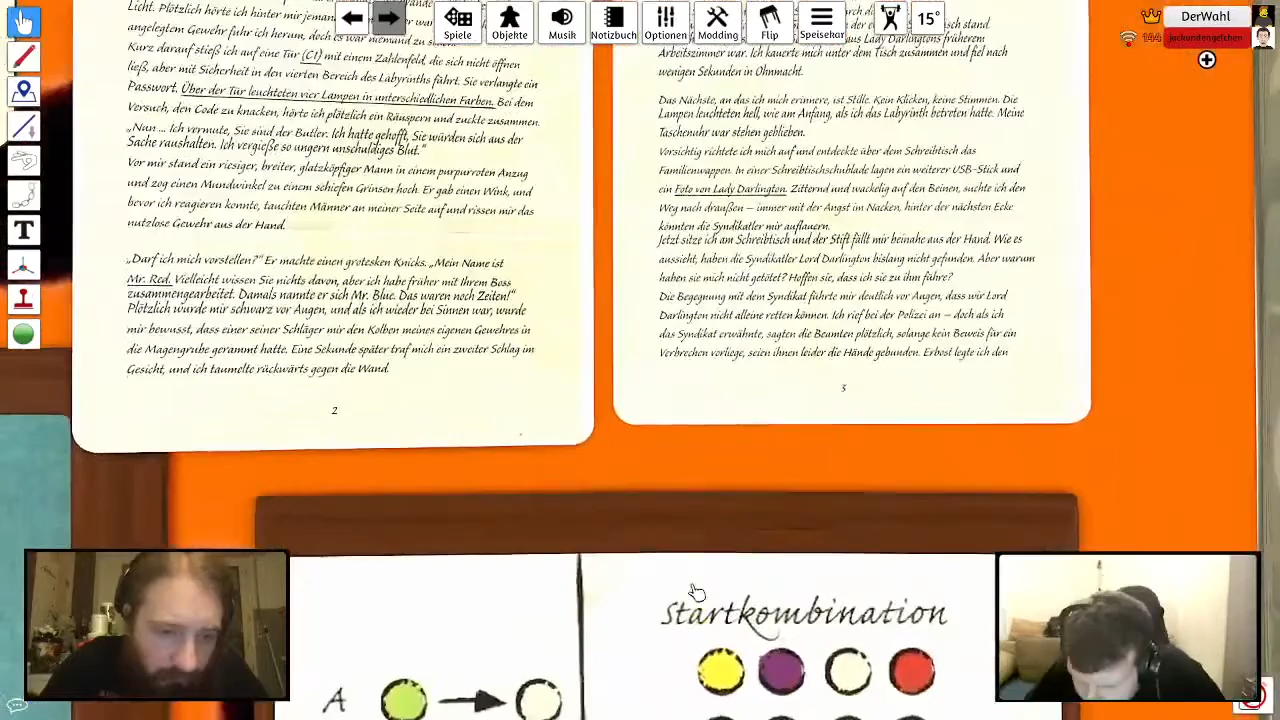 Spiele
Objekte
Musik
Notizbuch
Optionen
Modding
Flip
Speisekar
15°
DerWahl
144
jackundengelchen
T
Licht. Plötzlich hörte ich hinter mir
angelegtem Gewehr fuhr ich herum, doch es war niemand zu
Kurz darauf stieß ich auf eine Tür (C1) mit einem Zahlenfeld, die sich nicht öffnen
ließ, aber mit Sicherheit in den vierten Bereich des Labyrinths führt. Sie verlangte ein
Passwort. Über der Tür leuchteten vier Lampen in unterschiedlichen Farben. Bei dem
Versuch, den Code zu knacken, hörte ich plötzlich ein Räuspern und zuckte zusammen.
„Nun ... Ich vermute, Sie sind der Butler. Ich hatte gehofft, Sie würden sich aus der
Sache raushalten. Ich vergieße so ungern unschuldiges Blut.“
Vor mir stand ein riesiger, breiter, glatzköpfiger Mann in einem purpurroten Anzug
und zog einen Mundwinkel zu einem schiefen Grinsen hoch. Er gab einen Wink, und
bevor ich reagieren konnte, tauchten Männer an meiner Seite auf und rissen mir das
nutzlose Gewehr aus der Hand.
„Darf ich mich vorstellen?“ Er machte einen grotesken Knicks. „Mein Name ist
Mr. Red. Vielleicht wissen Sie nichts davon, aber ich habe früher mit Ihrem Boss
zusammengearbeitet. Damals nannte er sich Mr. Blue. Das waren noch Zeiten!“
Plötzlich wurde mir schwarz vor Augen, und als ich wieder bei Sinnen war, wurde
mir bewusst, dass einer seiner Schläger mir den Kolben meines eigenen Gewehres in
die Magengrube gerammt hatte. Eine Sekunde später traf mich ein zweiter Schlag im
Gesicht, und ich taumelte rückwärts gegen die Wand.
2
aus Lady Darlingtons früherem
Arbeitszimmer war. Ich kauerte mich unter dem Tisch zusammen und fiel nach
wenigen Sekunden in Ohnmacht.
Das Nächste, an das ich mich erinnere, ist Stille. Kein Klicken, keine Stimmen. Die
Lampen leuchteten hell, wie am Anfang, als ich das Labyrinth betreten hatte. Meine
Taschenuhr war stehen geblieben.
Vorsichtig richtete ich mich auf und entdeckte über dem Schreibtisch das
Familienwappen. In einer Schreibtischschublade lagen ein weiterer USB-Stick und
ein Foto von Lady Darlington. Zitternd und wackelig auf den Beinen, suchte ich den
Weg nach draußen – immer mit der Angst im Nacken, hinter der nächsten Ecke
könnten die Syndikatler mir auflauern.
Jetzt sitze ich am Schreibtisch und der Stift fällt mir beinahe aus der Hand. Wie es
aussieht, haben die Syndikatler Lord Darlington bislang nicht gefunden. Aber warum
haben sie mich nicht getötet? Hoffen sie, dass ich sie zu ihm führe?
Die Begegnung mit dem Syndikat führte mir deutlich vor Augen, dass wir Lord
Darlington nicht alleine retten können. Ich rief bei der Polizei an – doch als ich
das Syndikat erwähnte, sagten die Beamten plötzlich, solange kein Beweis für ein
Verbrechen vorliege, seien ihnen leider die Hände gebunden. Erbost legte ich den
3
Startkombination
A